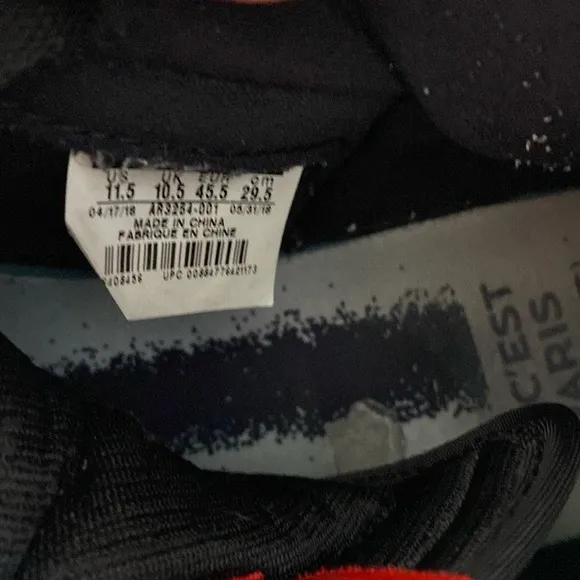 US UK EUR cm
11.5 10.5 45.5 29.5
04/17/18 AR3254-001 05/31/18
MADE IN CHINA
FABRIQUE EN CHINE
UPC 00884776421173
C'EST
ARIS